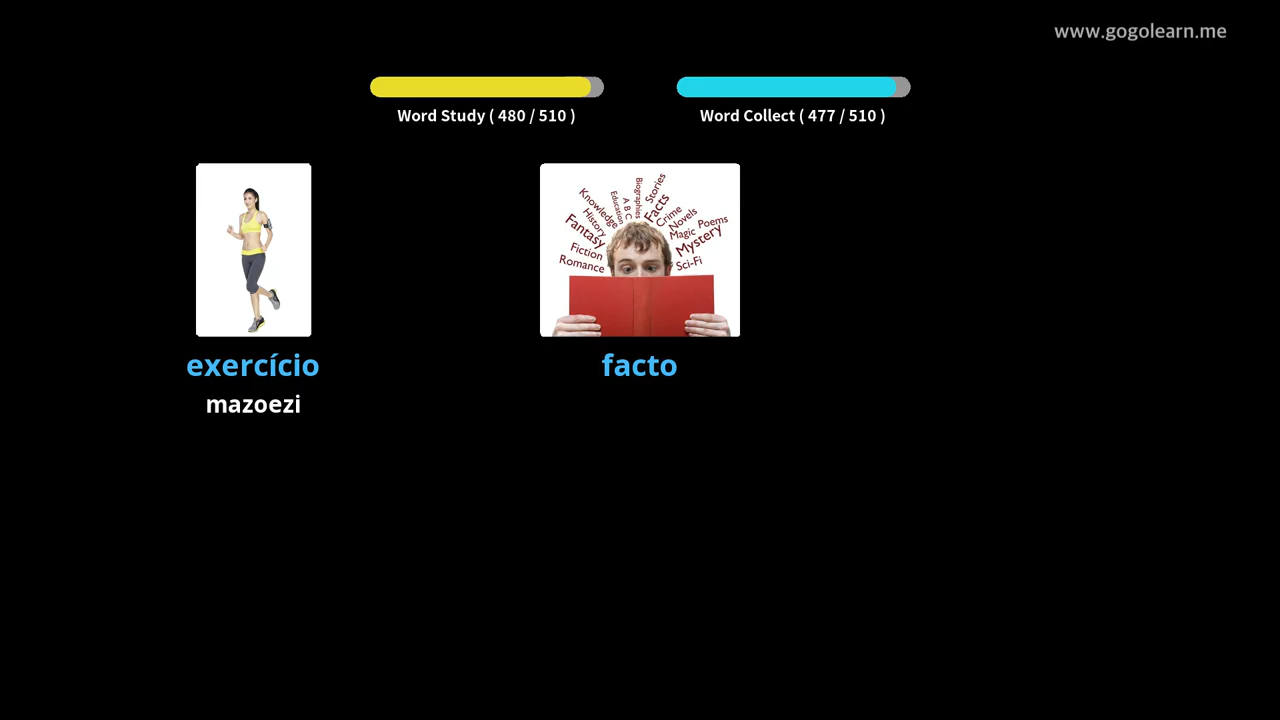 www.gogolearn.me
Word Study ( 480 / 510 )
Word Collect ( 477 / 510 )
Biographies
Stories
Facts
Knowledge
Education
A B C
Crime
History
Novels
Fantasy
Magic
Poems
Fiction
Mystery
Romance
Sci-Fi
exercício
facto
mazoezi